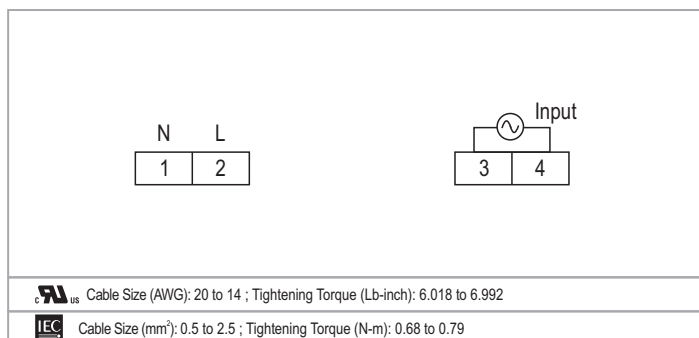 Input
N L
1 2
3 4
c RU us Cable Size (AWG): 20 to 14 ; Tightening Torque (Lb-inch): 6.018 to 6.992
IEC Cable Size (mm²): 0.5 to 2.5 ; Tightening Torque (N-m): 0.68 to 0.79